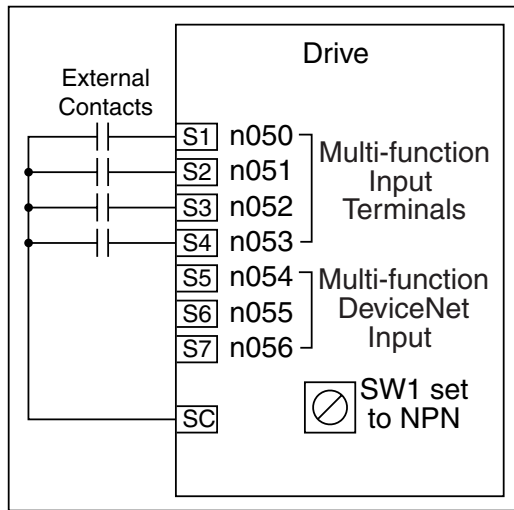 Drive
External
Contacts
S1 n050
S2 n051
S3 n052
S4 n053
Multi-function
Input
Terminals
S5 n054
S6 n055
S7 n056
Multi-function
DeviceNet
Input
SC
SW1 set
to NPN